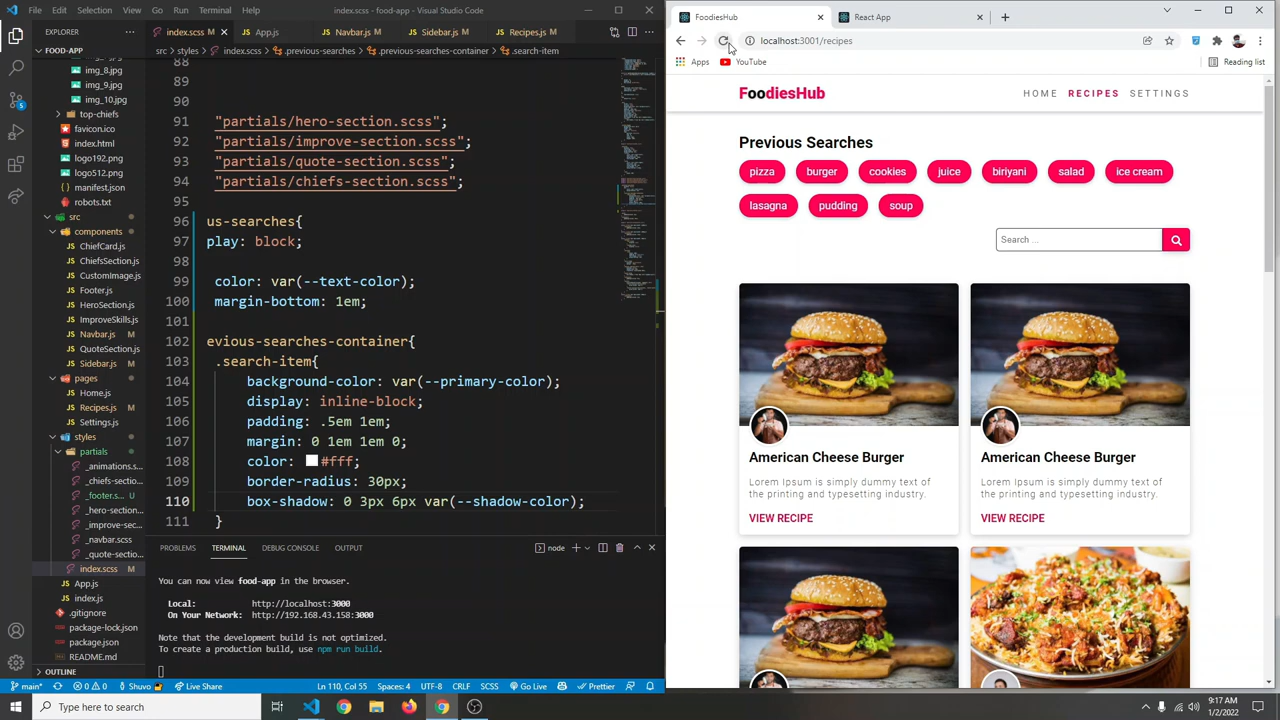 File Edit Selection View Go Run Terminal Help index.scss - food-app - Visual Studio Code
EXPLORER
FOOD-APP
img_8.jpg
img_9.jpg
img_10.jpg
top-chiefs
favicon.ico
index.html
logo192.png
logo512.png
manifest.json
robots.txt
src
components
ChiefCard.js
ChiefsSection.js
CustomImage.js
Footer.js
HeroSection.js
ImproveSkills.js
Navbar.js M
QuoteSection.js
Sidebar.js M
pages
Home.js
Recipes.js M
Settings.js
styles
partials
_animations.s...
_chiefs-section...
_footer.s... U
_hero-section...
_improve-sec...
_navbar.scss
_quote-sectio...
index.scss M
App.js
index.js
.gitignore
package-lock.json
package.json
README.md
OUTLINE
index.scss M App.js Navbar.js M Sidebar.js M Recipes.js M
src > styles > index.scss > .previous-searches > .previous-searches-container > .search-item
88
89
90
91 "partials/hero-section.scss";
92 "partials/improve-section.scss";
93 "partials/quote-section.scss";
94 "partials/chiefs-section.scss";
95
96 us-searches{
97 play: block;
98
99 color: var(--text-color);
100 margin-bottom: 1em;
101
102 evious-searches-container{
103 .search-item{
104 background-color: var(--primary-color);
105 display: inline-block;
106 padding: .5em 1em;
107 margin: 0 1em 1em 0;
108 color: #fff;
109 border-radius: 30px;
110 box-shadow: 0 3px 6px var(--shadow-color);
111 }
PROBLEMS TERMINAL DEBUG CONSOLE OUTPUT node
You can now view food-app in the browser.
Local: http://localhost:3000
On Your Network: http://192.168.43.158:3000
Note that the development build is not optimized.
To create a production build, use npm run build.
main* 0 0 Shuvo Live Share Ln 110, Col 55 Spaces: 4 UTF-8 CRLF SCSS Go Live Prettier
FoodiesHub React App
localhost:3001/recipes
Apps YouTube Reading list
FoodiesHub HOME RECIPES SETTINGS
Previous Searches
pizza burger cookies juice biriyani salad ice cream
lasagna pudding soup
Search ...
American Cheese Burger
Lorem Ipsum is simply dummy text of
the printing and typesetting industry.
VIEW RECIPE
American Cheese Burger
Lorem Ipsum is simply dummy text of
the printing and typesetting industry.
VIEW RECIPE
Type here to search
9:17 AM
1/2/2022